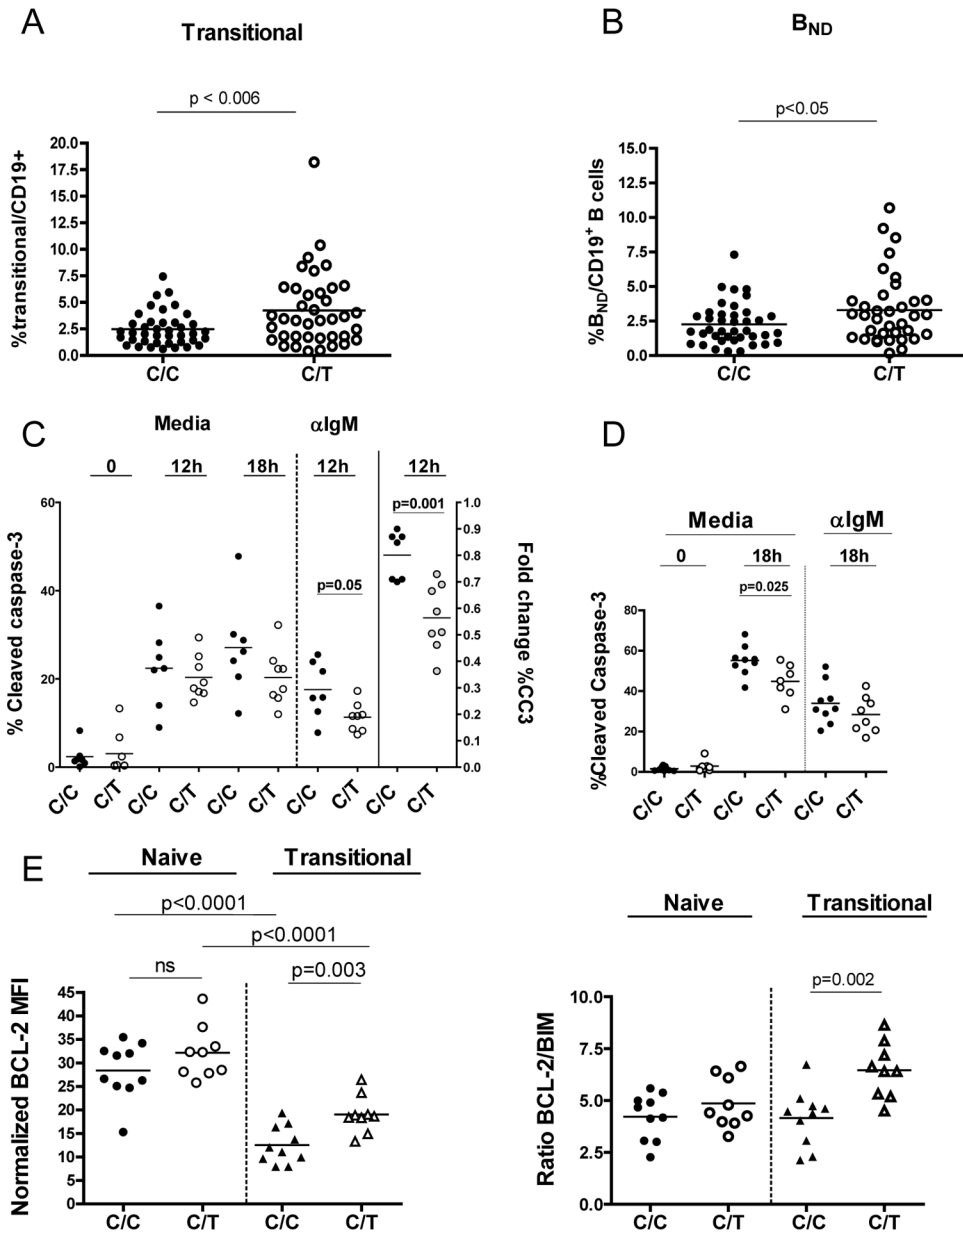 A
Transitional
p < 0.006
%transitional/CD19+
20.0
17.5
15.0
12.5
10.0
7.5
5.0
2.5
0.0
C/C
C/T
B
B_ND
p<0.05
%B_ND/CD19⁺ B cells
15.0
12.5
10.0
7.5
5.0
2.5
0.0
C/C
C/T
C
Media
αIgM
0
12h
18h
12h
12h
p=0.001
p=0.05
% Cleaved caspase-3
60
40
20
0
1.0
0.9
0.8
0.7
0.6
0.5
0.4
0.3
0.2
0.1
0.0
Fold change %CC3
C/C
C/T
C/C
C/T
C/C
C/T
C/C
C/T
C/C
C/T
D
Media
αIgM
0
18h
18h
p=0.025
%Cleaved Caspase-3
80
60
40
20
0
C/C
C/T
C/C
C/T
C/C
C/T
E
Naive
Transitional
p<0.0001
p<0.0001
ns
p=0.003
Normalized BCL-2 MFI
45
40
35
30
25
20
15
10
5
0
C/C
C/T
C/C
C/T
Naive
Transitional
p=0.002
Ratio BCL-2/BIM
10.0
7.5
5.0
2.5
0.0
C/C
C/T
C/C
C/T